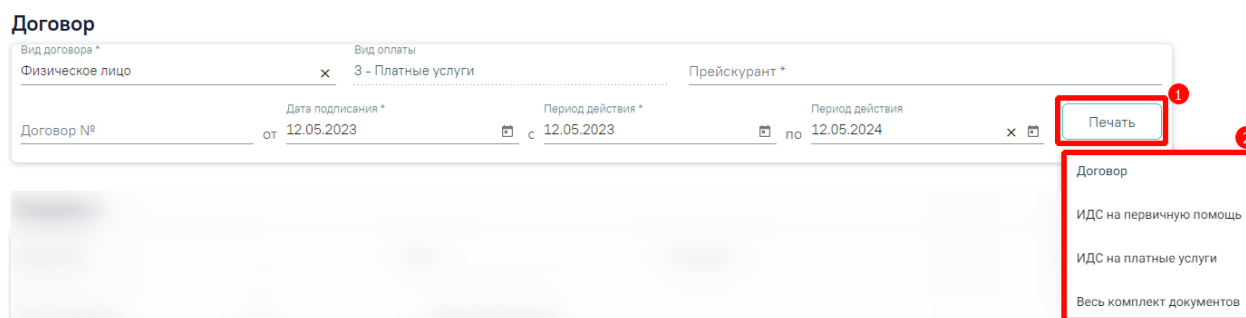 Договор
Вид договора * Вид оплаты
Физическое лицо 3 - Платные услуги Прейскурант *
1
Дата подписания * Период действия * Период действия
Договор № от 12.05.2023 с 12.05.2023 по 12.05.2024 Печать
2
Договор
ИДС на первичную помощь
ИДС на платные услуги
Весь комплект документов